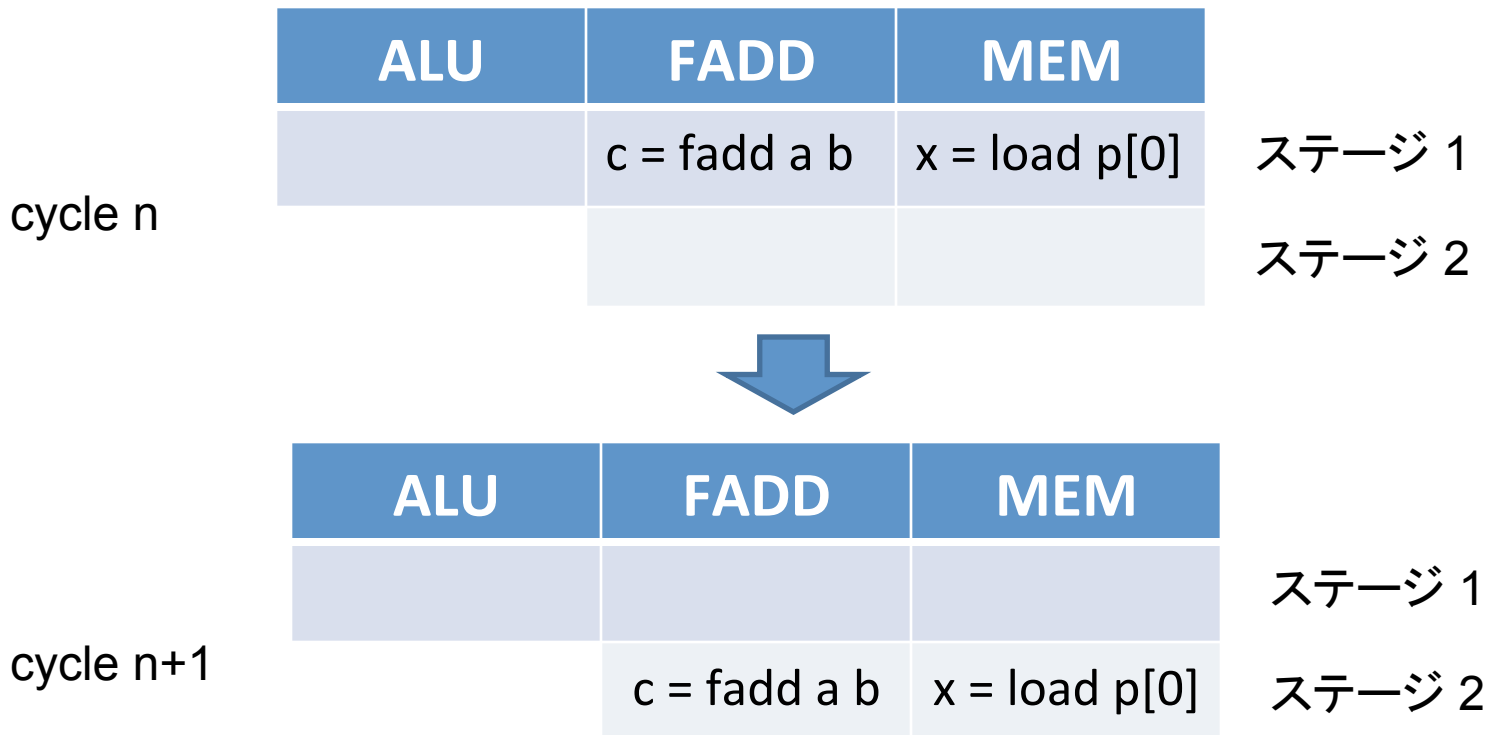 ALU FADD MEM
c = fadd a b x = load p[0] ステージ 1
cycle n
ステージ 2
ALU FADD MEM
ステージ 1
cycle n+1
c = fadd a b x = load p[0] ステージ 2